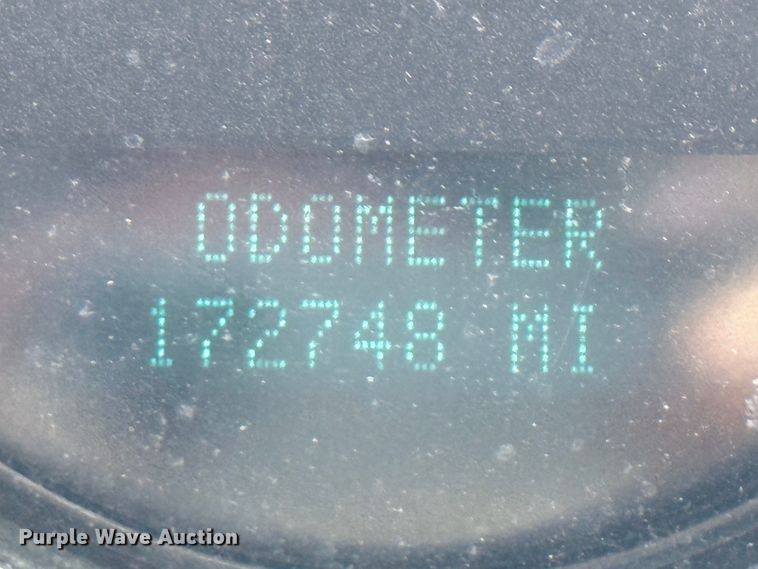 ODOMETER
172748 MI
Purple Wave Auction